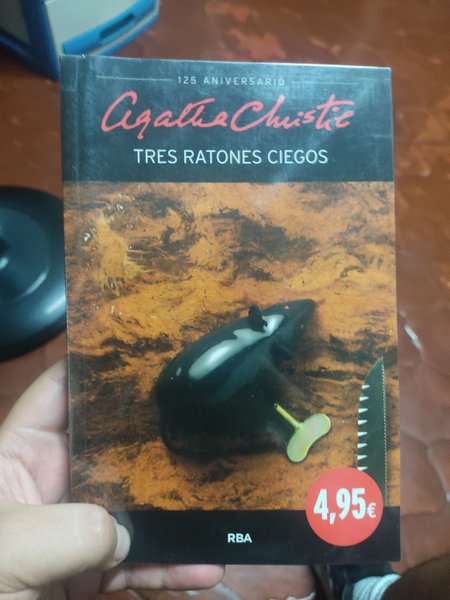 125 ANIVERSARIO
Agatha Christie
TRES RATONES CIEGOS
4,95€
RBA